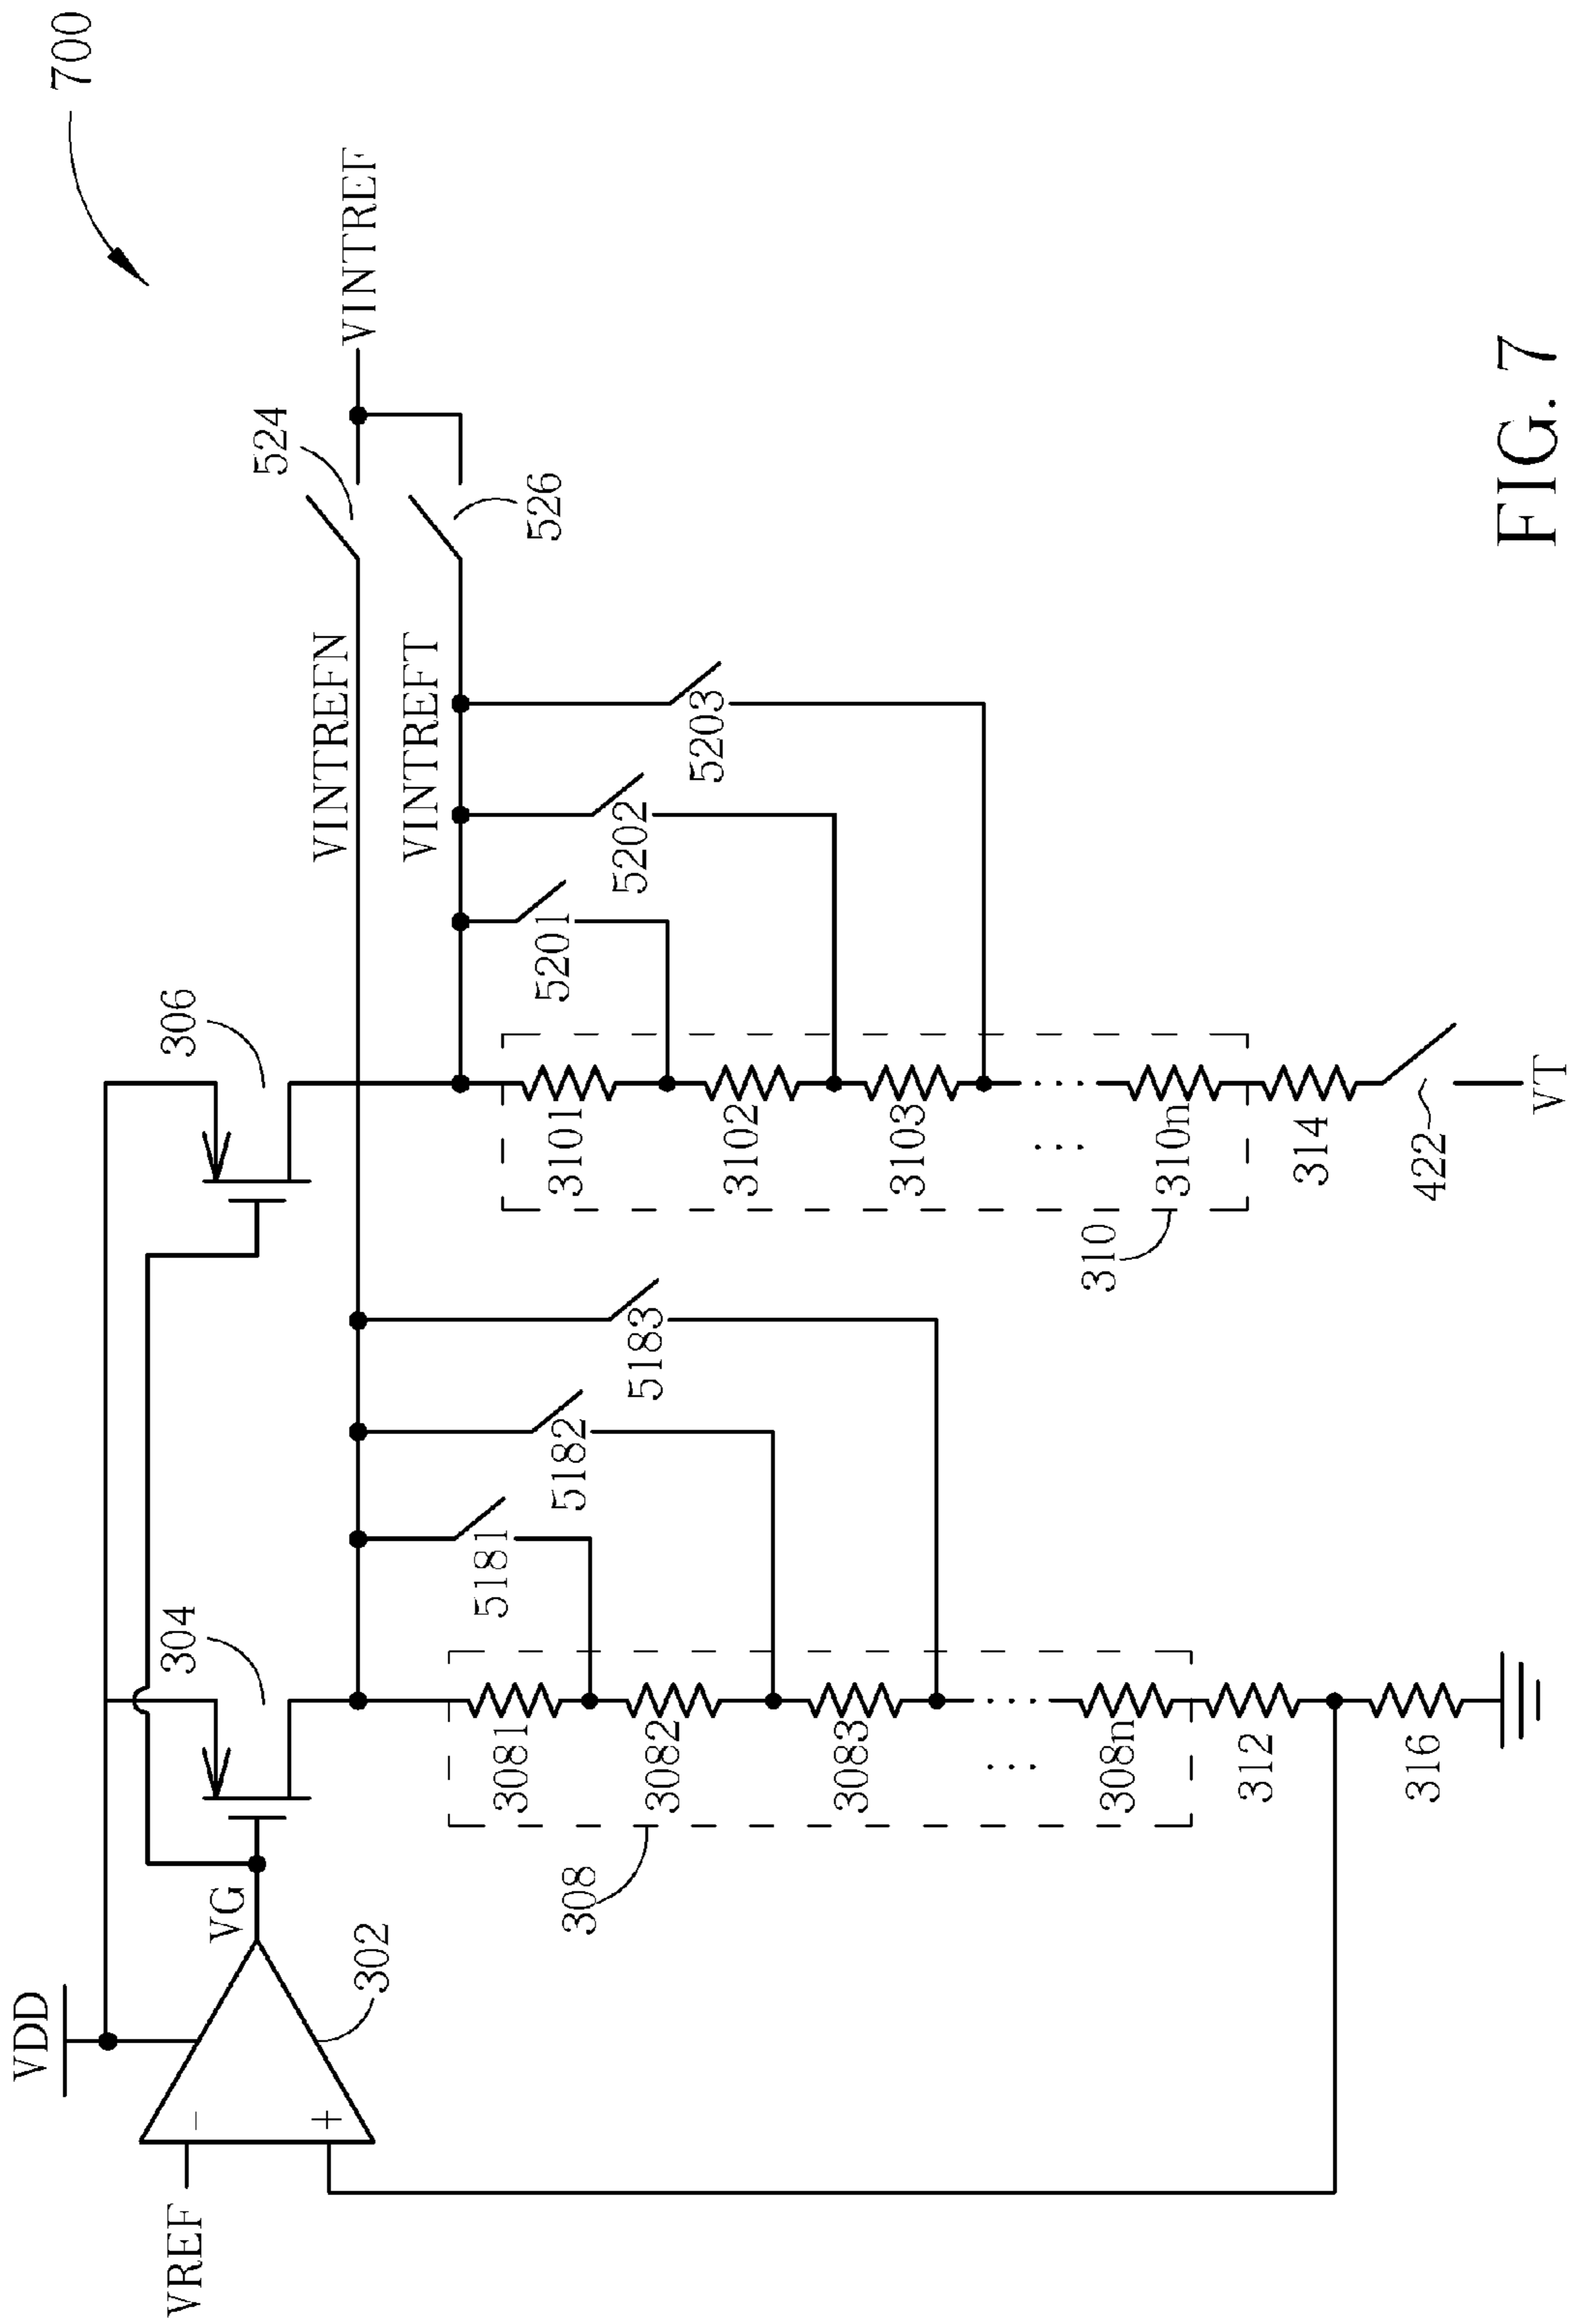 700
VDD
VREF
-
+
VG
302
304
306
VINTREFN
VINTREFT
524
526
VINTREF
308
3081
3082
3083
...
308n
5181
5182
5183
312
316
310
3101
3102
3103
...
310n
5201
5202
5203
314
422
VT
FIG. 7